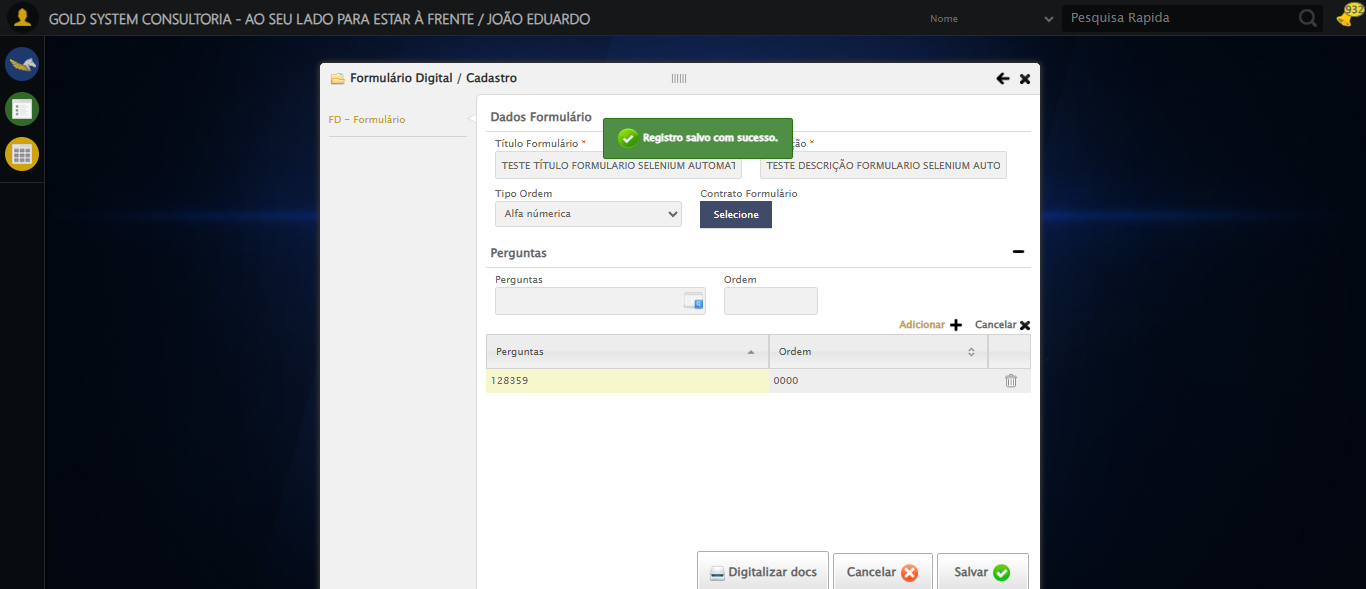 GOLD SYSTEM CONSULTORIA - AO SEU LADO PARA ESTAR À FRENTE / JOÃO EDUARDO
Nome
Pesquisa Rapida
932
Formulário Digital / Cadastro
FD - Formulário
Dados Formulário
Registro salvo com sucesso.
Título Formulário *
ão *
TESTE TÍTULO FORMULARIO SELENIUM AUTOMAT
TESTE DESCRIÇÃO FORMULARIO SELENIUM AUTO
Tipo Ordem
Contrato Formulário
Alfa númerica
Selecione
Perguntas
Perguntas
Ordem
Adicionar
Cancelar
Perguntas
Ordem
128359
0000
Digitalizar docs
Cancelar
Salvar